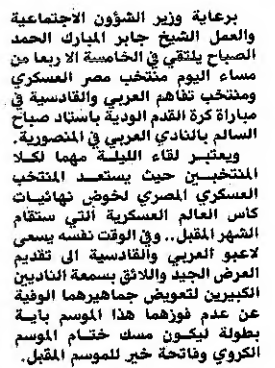 برعاية وزير الشؤون الاجتماعية
والعمل الشيخ جابر المبارك الحمد
الصباح يلتقي في الخامسة الا ربعا من
مساء اليوم منتخب مصر العسكري
ومنتخب تفاهم العربي والقادسية في
مباراة كرة القدم الودية باستاد صباح
السالم بالنادي العربي في المنصورية.
ويعتبر لقاء الليلة مهما لكلا
المنتخبين حيث يستعد المنتخب
العسكري المصري لخوض نهائيات
كأس العالم العسكرية التي ستقام
الشهر المقبل.. وفي الوقت نفسه يسعى
لاعبو العربي والقادسية الى تقديم
العرض الجيد واللائق بسمعة الناديين
الكبيرين لتعويض جماهيرهما الوفية
عن عدم فوزهما هذا الموسم باية
بطولة ليكون مسك ختام الموسم
الكروي وفاتحة خير للموسم المقبل.